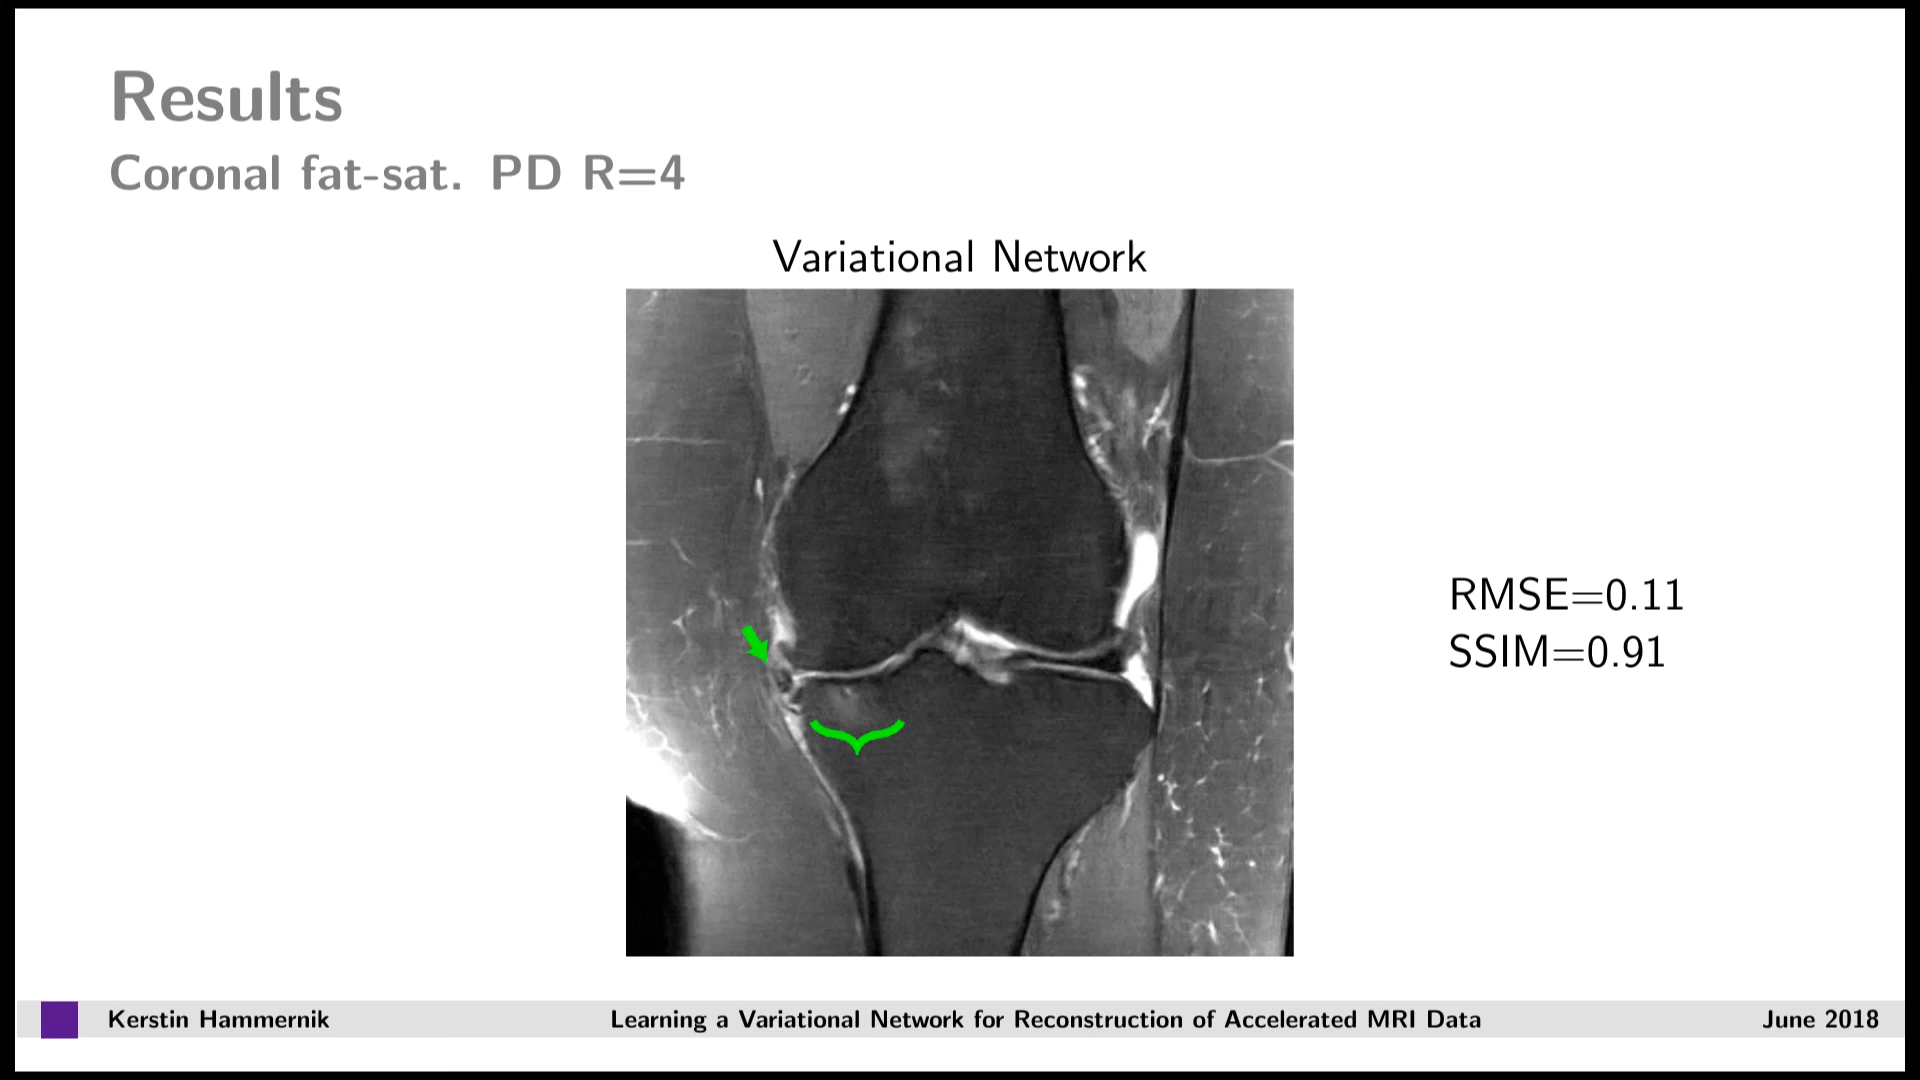 Results
Coronal fat-sat. PD R=4
Variational Network
RMSE=0.11
SSIM=0.91
Kerstin Hammernik
Learning a Variational Network for Reconstruction of Accelerated MRI Data
June 2018